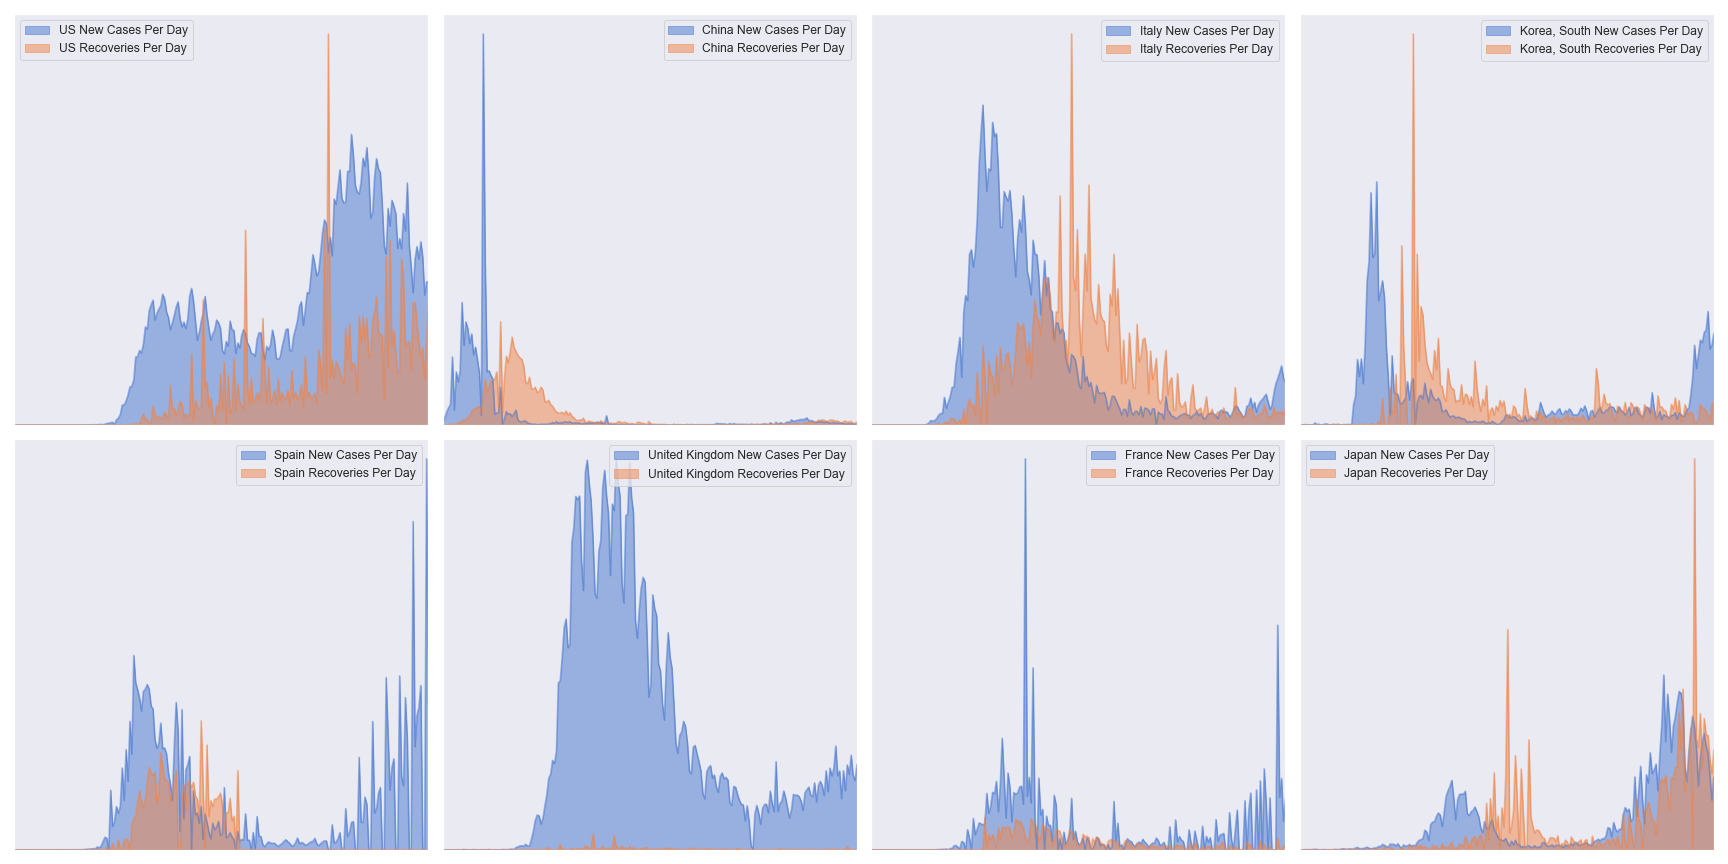 US New Cases Per Day
US Recoveries Per Day
China New Cases Per Day
China Recoveries Per Day
Italy New Cases Per Day
Italy Recoveries Per Day
Korea, South New Cases Per Day
Korea, South Recoveries Per Day
Spain New Cases Per Day
Spain Recoveries Per Day
United Kingdom New Cases Per Day
United Kingdom Recoveries Per Day
France New Cases Per Day
France Recoveries Per Day
Japan New Cases Per Day
Japan Recoveries Per Day